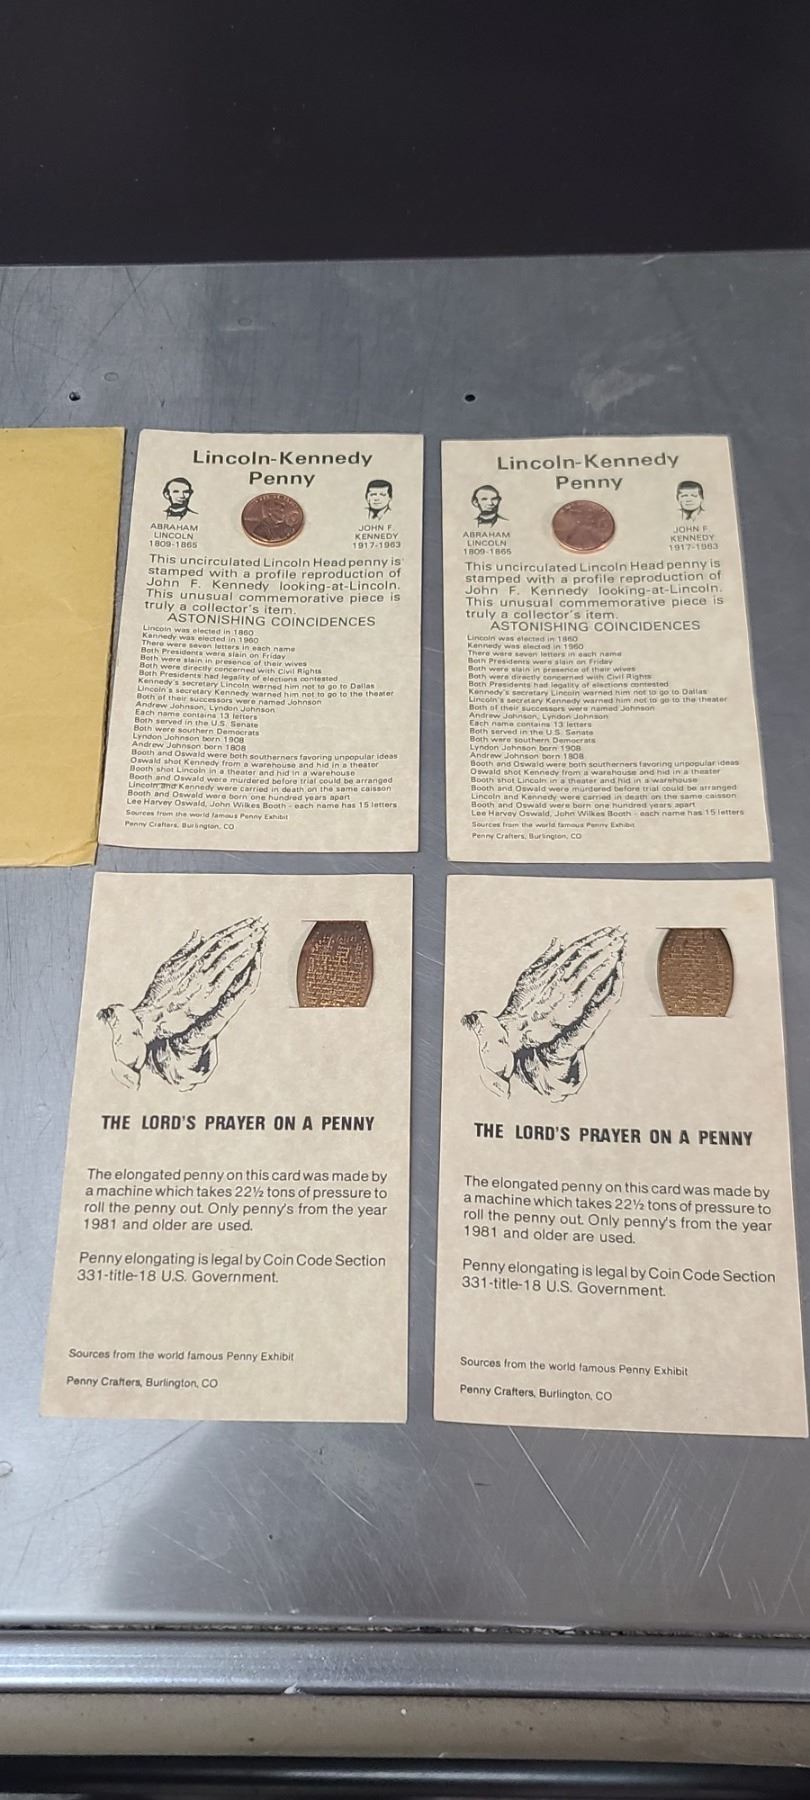 Lincoln-Kennedy
Penny
ABRAHAM
LINCOLN
1809-1865
JOHN F.
KENNEDY
1917-1963
This uncirculated Lincoln Head penny is
stamped with a profile reproduction of
John F. Kennedy looking-at-Lincoln.
This unusual commemorative piece is
truly a collector's item.
ASTONISHING COINCIDENCES
Lincoln was elected in 1860
Kennedy was elected in 1960
There were seven letters in each name
Both Presidents were slain on Friday
Both were slain in presence of their wives
Both were directly concerned with Civil Rights
Both Presidents had legality of elections contested
Kennedy's secretary Lincoln warned him not to go to Dallas
Lincoln's secretary Kennedy warned him not to go to the theater
Both of their successors were named Johnson
Andrew Johnson, Lyndon Johnson
Each name contains 13 letters
Both served in the U.S. Senate
Both were southern Democrats
Lyndon Johnson born 1908
Andrew Johnson born 1808
Booth and Oswald were both southerners favoring unpopular ideas
Oswald shot Kennedy from a warehouse and hid in a theater
Booth shot Lincoln in a theater and hid in a warehouse
Booth and Oswald were murdered before trial could be arranged
Lincoln and Kennedy were carried in death on the same caisson
Booth and Oswald were born one hundred years apart
Lee Harvey Oswald, John Wilkes Booth - each name has 15 letters
Sources from the world famous Penny Exhibit
Penny Crafters, Burlington, CO
Lincoln-Kennedy
Penny
ABRAHAM
LINCOLN
1809-1865
JOHN F.
KENNEDY
1917-1963
This uncirculated Lincoln Head penny is
stamped with a profile reproduction of
John F. Kennedy looking-at-Lincoln.
This unusual commemorative piece is
truly a collector's item.
ASTONISHING COINCIDENCES
Lincoln was elected in 1860
Kennedy was elected in 1960
There were seven letters in each name
Both Presidents were slain on Friday
Both were slain in presence of their wives
Both were directly concerned with Civil Rights
Both Presidents had legality of elections contested
Kennedy's secretary Lincoln warned him not to go to Dallas
Lincoln's secretary Kennedy warned him not to go to the theater
Both of their successors were named Johnson
Andrew Johnson, Lyndon Johnson
Each name contains 13 letters
Both served in the U.S. Senate
Both were southern Democrats
Lyndon Johnson born 1908
Andrew Johnson born 1808
Booth and Oswald were both southerners favoring unpopular ideas
Oswald shot Kennedy from a warehouse and hid in a theater
Booth shot Lincoln in a theater and hid in a warehouse
Booth and Oswald were murdered before trial could be arranged
Lincoln and Kennedy were carried in death on the same caisson
Booth and Oswald were born one hundred years apart
Lee Harvey Oswald, John Wilkes Booth - each name has 15 letters
Sources from the world famous Penny Exhibit
Penny Crafters, Burlington, CO
THE LORD'S PRAYER ON A PENNY
The elongated penny on this card was made by
a machine which takes 22½ tons of pressure to
roll the penny out. Only penny's from the year
1981 and older are used.
Penny elongating is legal by Coin Code Section
331-title-18 U.S. Government.
Sources from the world famous Penny Exhibit
Penny Crafters, Burlington, CO
THE LORD'S PRAYER ON A PENNY
The elongated penny on this card was made by
a machine which takes 22½ tons of pressure to
roll the penny out. Only penny's from the year
1981 and older are used.
Penny elongating is legal by Coin Code Section
331-title-18 U.S. Government.
Sources from the world famous Penny Exhibit
Penny Crafters, Burlington, CO